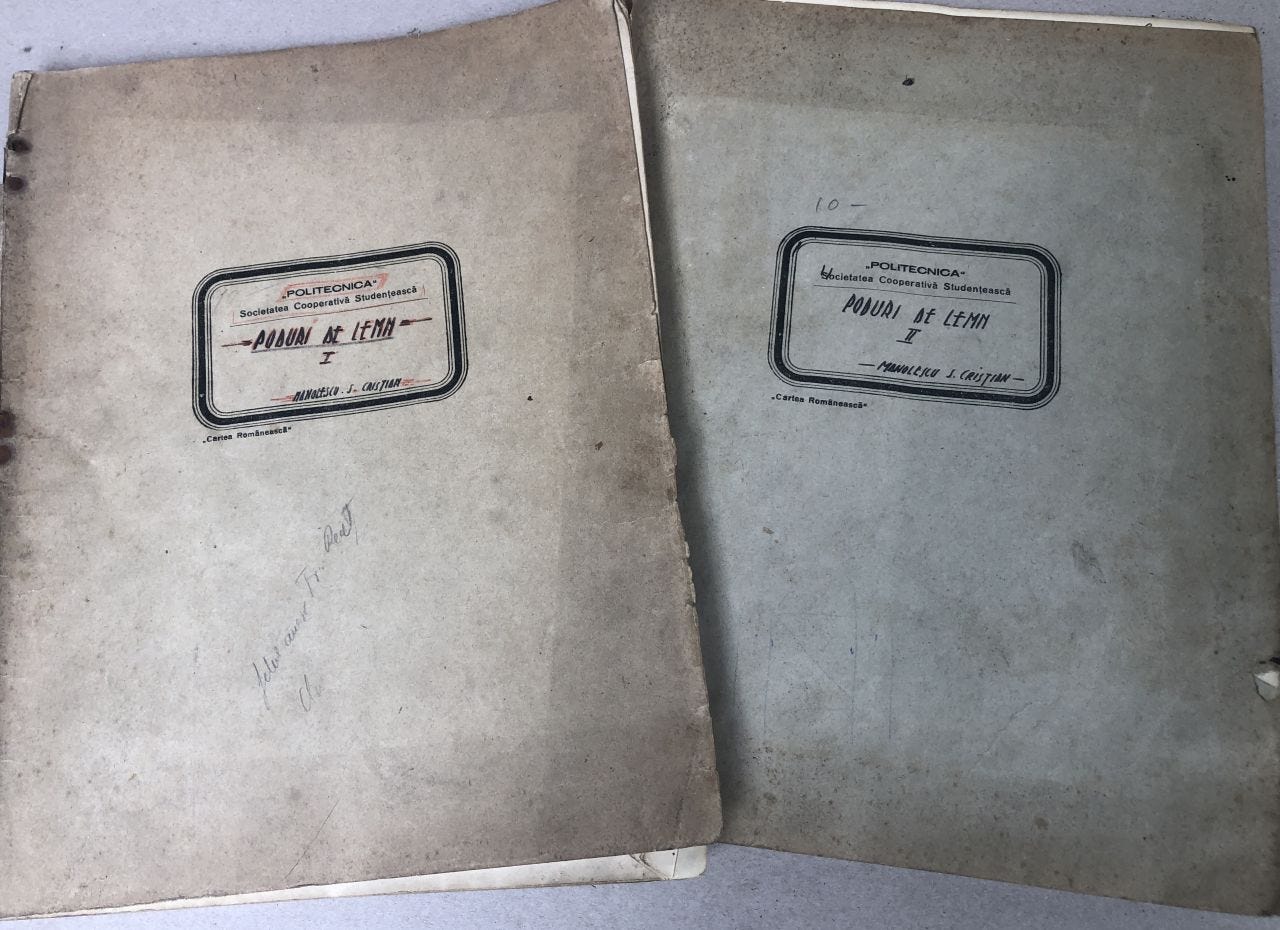 „POLITECNICA“
Societatea Cooperativă Studențească
PODURI DE LEMN
I
MANOLESCU. S. CRISTIAN
„Cartea Românească“
10 —
„POLITECNICA“
Societatea Cooperativă Studențească
PODURI DE LEMN
II
— MANOLESCU S. CRISTIAN —
„Cartea Românească“